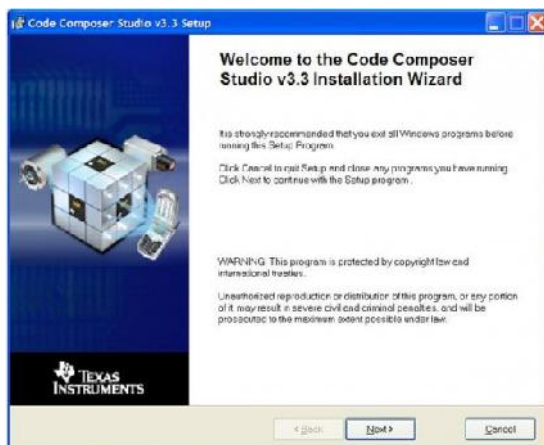 Code Composer Studio v3.3 Setup
Welcome to the Code Composer
Studio v3.3 Installation Wizard
It is strongly recommended that you exit all Windows programs before
running this Setup Program.
Click Cancel to quit Setup and close any programs you have running.
Click Next to continue with the Setup program.
WARNING: This program is protected by copyright law and
international treaties.
Unauthorized reproduction or distribution of this program, or any portion
of it, may result in severe civil and criminal penalties, and will be
prosecuted to the maximum extent possible under law.
TEXAS
INSTRUMENTS
< Back
Next >
Cancel